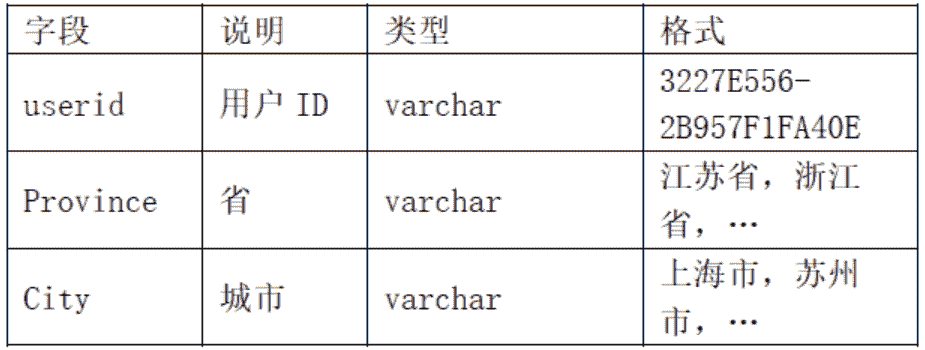 字段 说明 类型 格式
userid 用户 ID varchar 3227E556-
2B957F1FA40E
Province 省 varchar 江苏省，浙江
省，…
City 城市 varchar 上海市，苏州
市，…